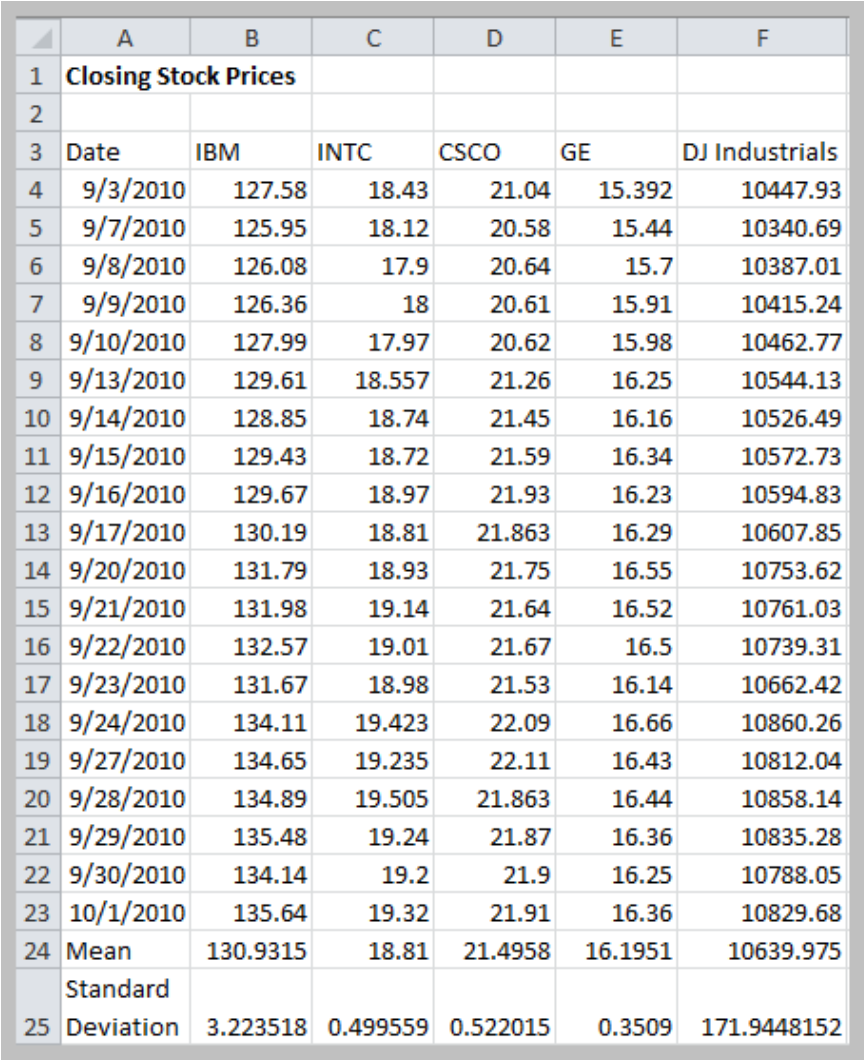 A B C D E F
1 Closing Stock Prices
2
3 Date IBM INTC CSCO GE DJ Industrials
4 9/3/2010 127.58 18.43 21.04 15.392 10447.93
5 9/7/2010 125.95 18.12 20.58 15.44 10340.69
6 9/8/2010 126.08 17.9 20.64 15.7 10387.01
7 9/9/2010 126.36 18 20.61 15.91 10415.24
8 9/10/2010 127.99 17.97 20.62 15.98 10462.77
9 9/13/2010 129.61 18.557 21.26 16.25 10544.13
10 9/14/2010 128.85 18.74 21.45 16.16 10526.49
11 9/15/2010 129.43 18.72 21.59 16.34 10572.73
12 9/16/2010 129.67 18.97 21.93 16.23 10594.83
13 9/17/2010 130.19 18.81 21.863 16.29 10607.85
14 9/20/2010 131.79 18.93 21.75 16.55 10753.62
15 9/21/2010 131.98 19.14 21.64 16.52 10761.03
16 9/22/2010 132.57 19.01 21.67 16.5 10739.31
17 9/23/2010 131.67 18.98 21.53 16.14 10662.42
18 9/24/2010 134.11 19.423 22.09 16.66 10860.26
19 9/27/2010 134.65 19.235 22.11 16.43 10812.04
20 9/28/2010 134.89 19.505 21.863 16.44 10858.14
21 9/29/2010 135.48 19.24 21.87 16.36 10835.28
22 9/30/2010 134.14 19.2 21.9 16.25 10788.05
23 10/1/2010 135.64 19.32 21.91 16.36 10829.68
24 Mean 130.9315 18.81 21.4958 16.1951 10639.975
Standard
25 Deviation 3.223518 0.499559 0.522015 0.3509 171.9448152